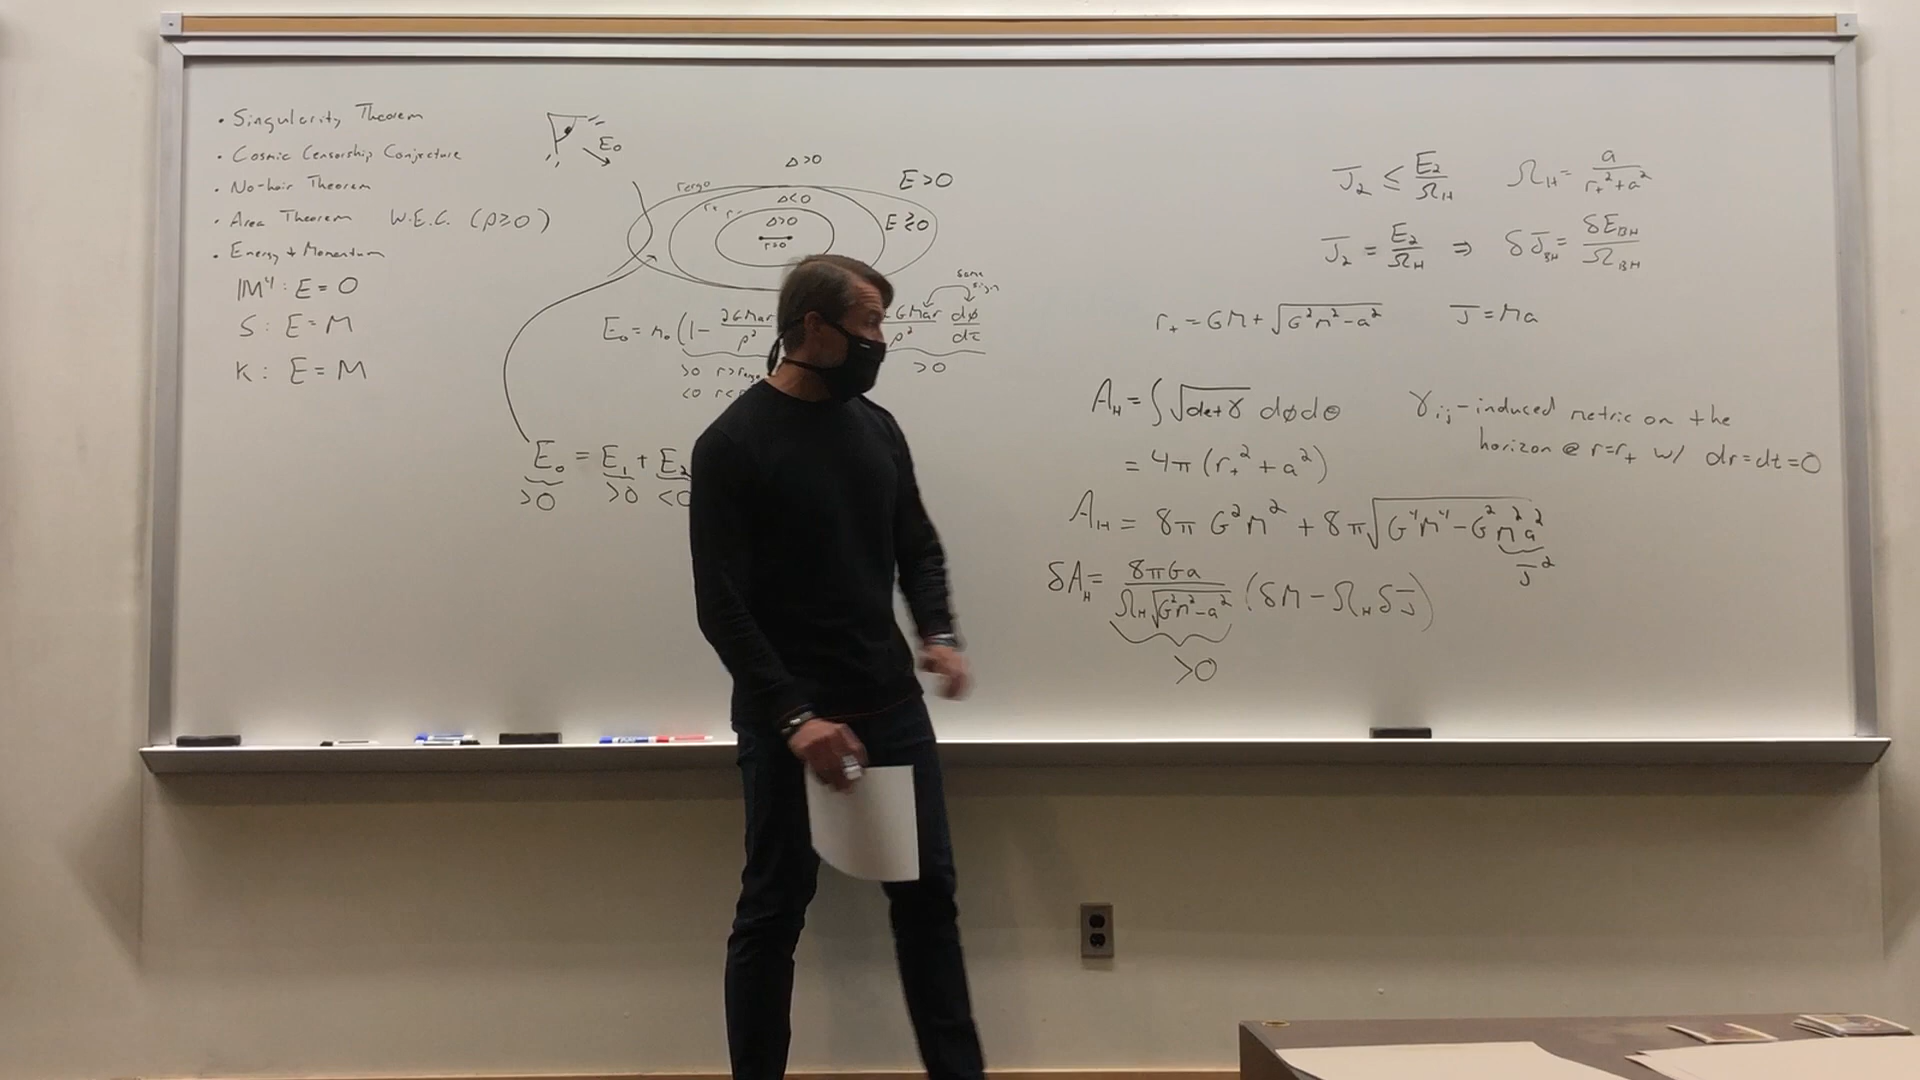 • Singularity Theorem
• Cosmic Censorship Conjecture
• No-hair Theorem
• Area Theorem W.E.C. (ρ≥0)
• Energy + Momentum
IM⁴: E = 0
S: E = M
K: E = M
E₀
Δ>0
r_ergo
E>0
Δ<0
r₊ r₋
Δ>0
E≷0
r=0
same sign
E₀ = m₀ (1 - 2GMar/ρ²
GMar/ρ² dφ/dτ
>0 r>r_ergo
>0
<0 r<r
E₀ = E₁ + E₂
>0 >0 <0
J₂ ≤ E₂/Ω_H Ω_H = a/(r₊²+a²)
J₂ = E₂/Ω_H ⇒ δJ_BH = δE_BH/Ω_BH
r₊ = GM + √(G²M²-a²) J = Ma
A_H = ∫√(det γ) dφdθ γ_ij - induced metric on the
horizon @ r=r₊ w/ dr=dt=0
= 4π (r₊² + a²)
A_H = 8π G²M² + 8π√(G⁴M⁴ - G²M²a²)
J²
δA_H = 8πGa/(Ω_H√(G²M²-a²)) (δM - Ω_H δJ)
>0